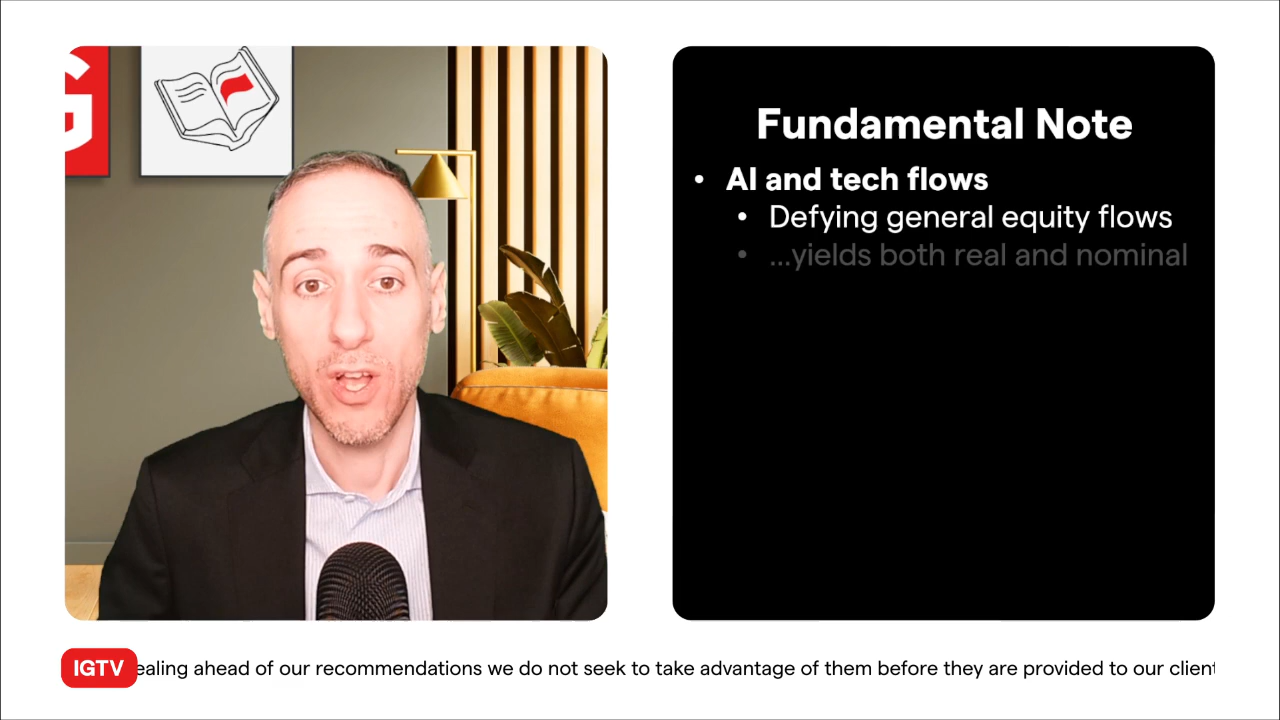 G
Fundamental Note
• AI and tech flows
• Defying general equity flows
• ...yields both real and nominal
IGTV
ealing ahead of our recommendations we do not seek to take advantage of them before they are provided to our client